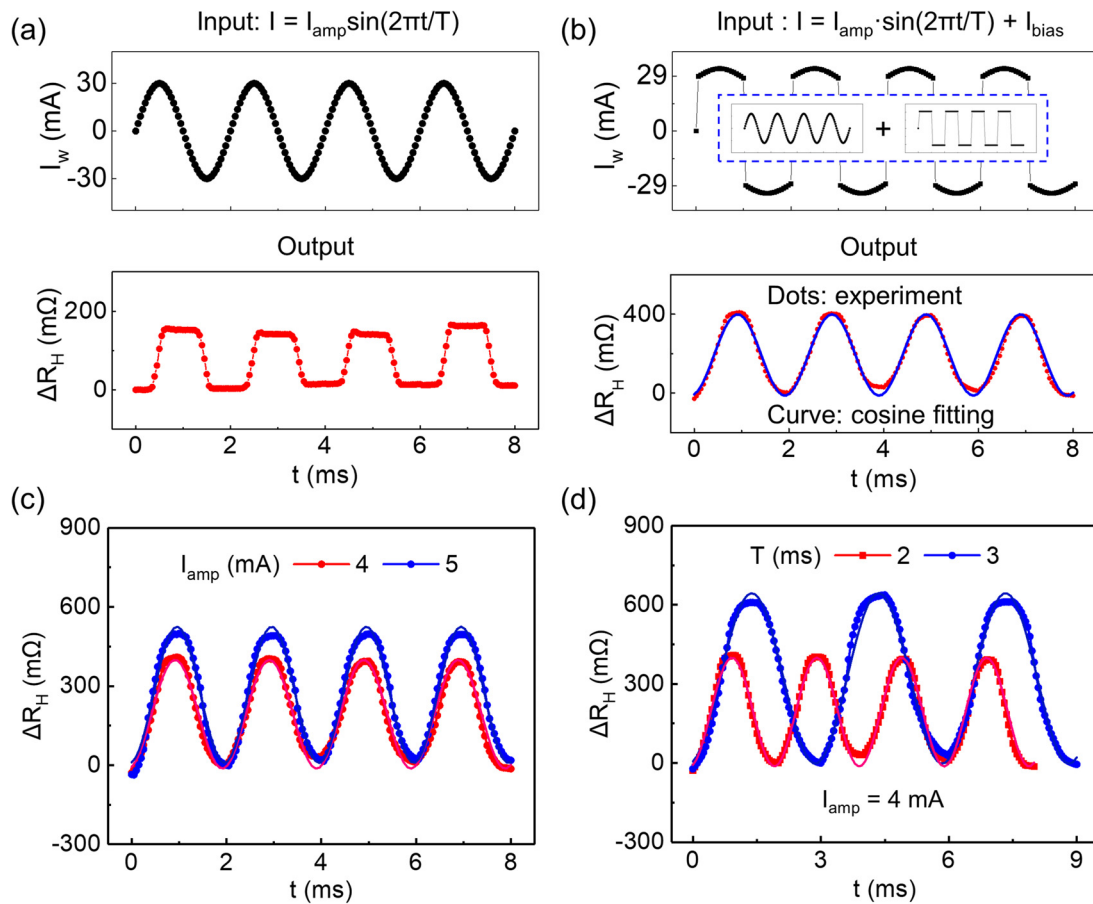 (a)
Input: I = I_amp sin(2πt/T)
I_w (mA)
30
0
-30
Output
ΔR_H (mΩ)
200
0
0 2 4 6 8
t (ms)
(b)
Input : I = I_amp·sin(2πt/T) + I_bias
I_w (mA)
29
0
-29
+
Output
ΔR_H (mΩ)
400
0
Dots: experiment
Curve: cosine fitting
0 2 4 6 8
t (ms)
(c)
ΔR_H (mΩ)
900
600
300
0
-300
I_amp (mA) 4 5
0 2 4 6 8
t (ms)
(d)
ΔR_H (mΩ)
900
600
300
0
-300
T (ms) 2 3
I_amp = 4 mA
0 3 6 9
t (ms)